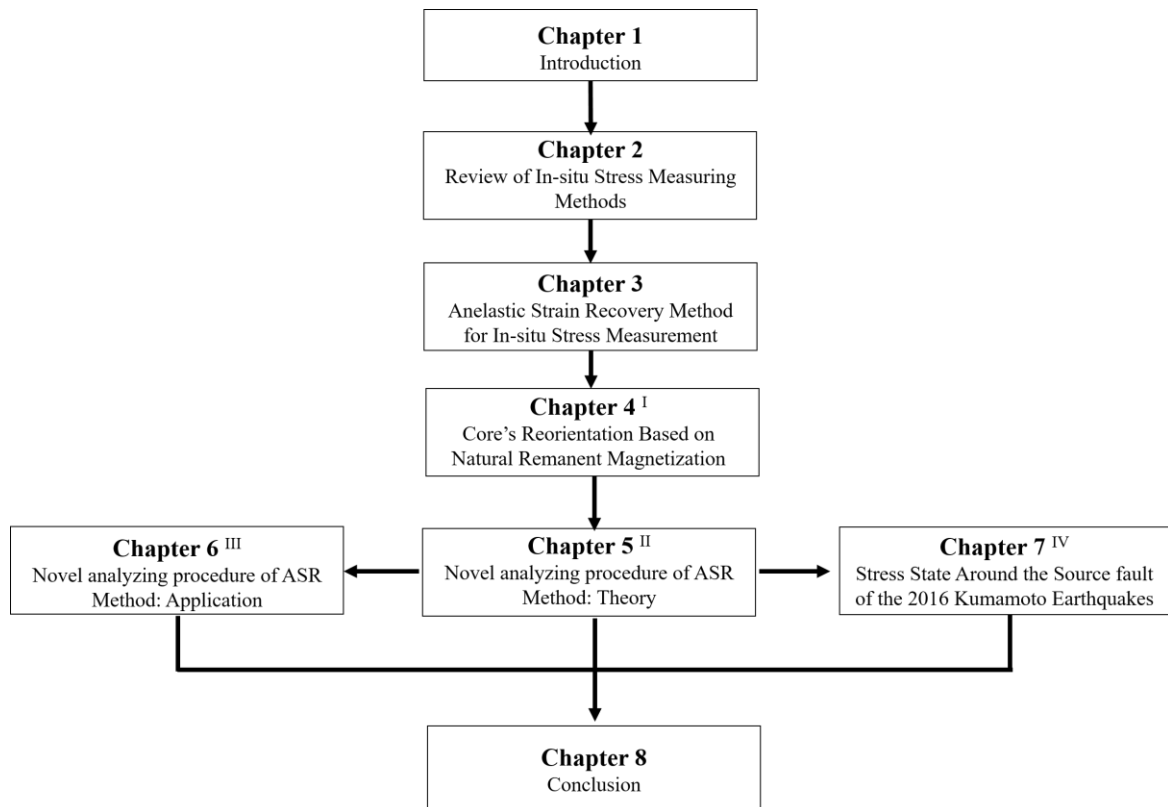 Chapter 1
Introduction
Chapter 2
Review of In-situ Stress Measuring
Methods
Chapter 3
Anelastic Strain Recovery Method
for In-situ Stress Measurement
Chapter 4 I
Core's Reorientation Based on
Natural Remanent Magnetization
Chapter 6 III
Novel analyzing procedure of ASR
Method: Application
Chapter 5 II
Novel analyzing procedure of ASR
Method: Theory
Chapter 7 IV
Stress State Around the Source fault
of the 2016 Kumamoto Earthquakes
Chapter 8
Conclusion